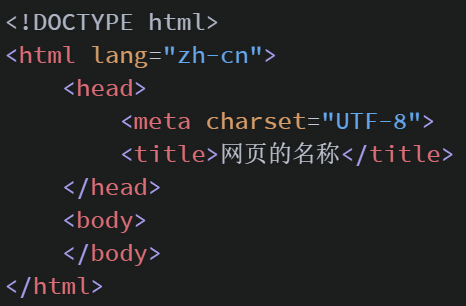 <!DOCTYPE html>
<html lang="zh-cn">
    <head>
        <meta charset="UTF-8">
        <title>网页的名称</title>
    </head>
    <body>
    </body>
</html>